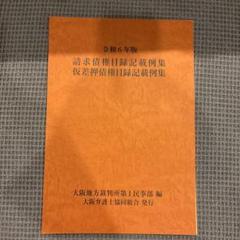 令和6年版
請求債権目録記載例集
仮差押債権目録記載例集
大阪地方裁判所第1民事部 編
大阪弁護士協同組合 発行